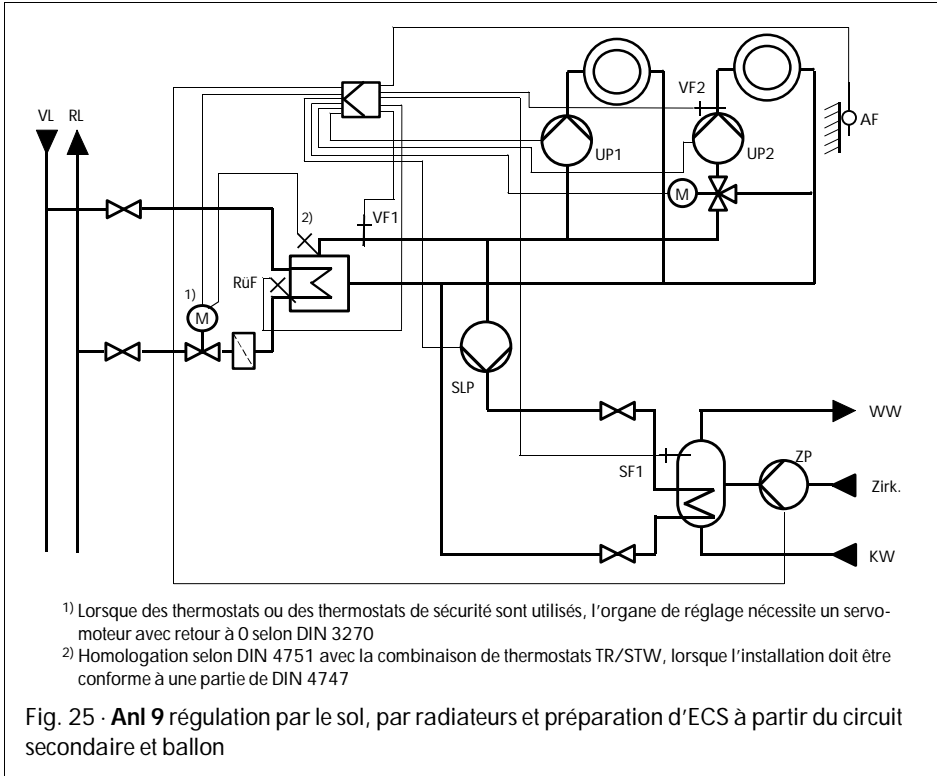 VL
RL
VF2
AF
UP1
UP2
M
2)
VF1
RüF
1)
M
SLP
WW
SF1
ZP
Zirk.
KW
1) Lorsque des thermostats ou des thermostats de sécurité sont utilisés, l'organe de réglage nécessite un servo-
moteur avec retour à 0 selon DIN 3270
2) Homologation selon DIN 4751 avec la combinaison de thermostats TR/STW, lorsque l'installation doit être
conforme à une partie de DIN 4747
Fig. 25 · Anl 9 régulation par le sol, par radiateurs et préparation d'ECS à partir du circuit
secondaire et ballon